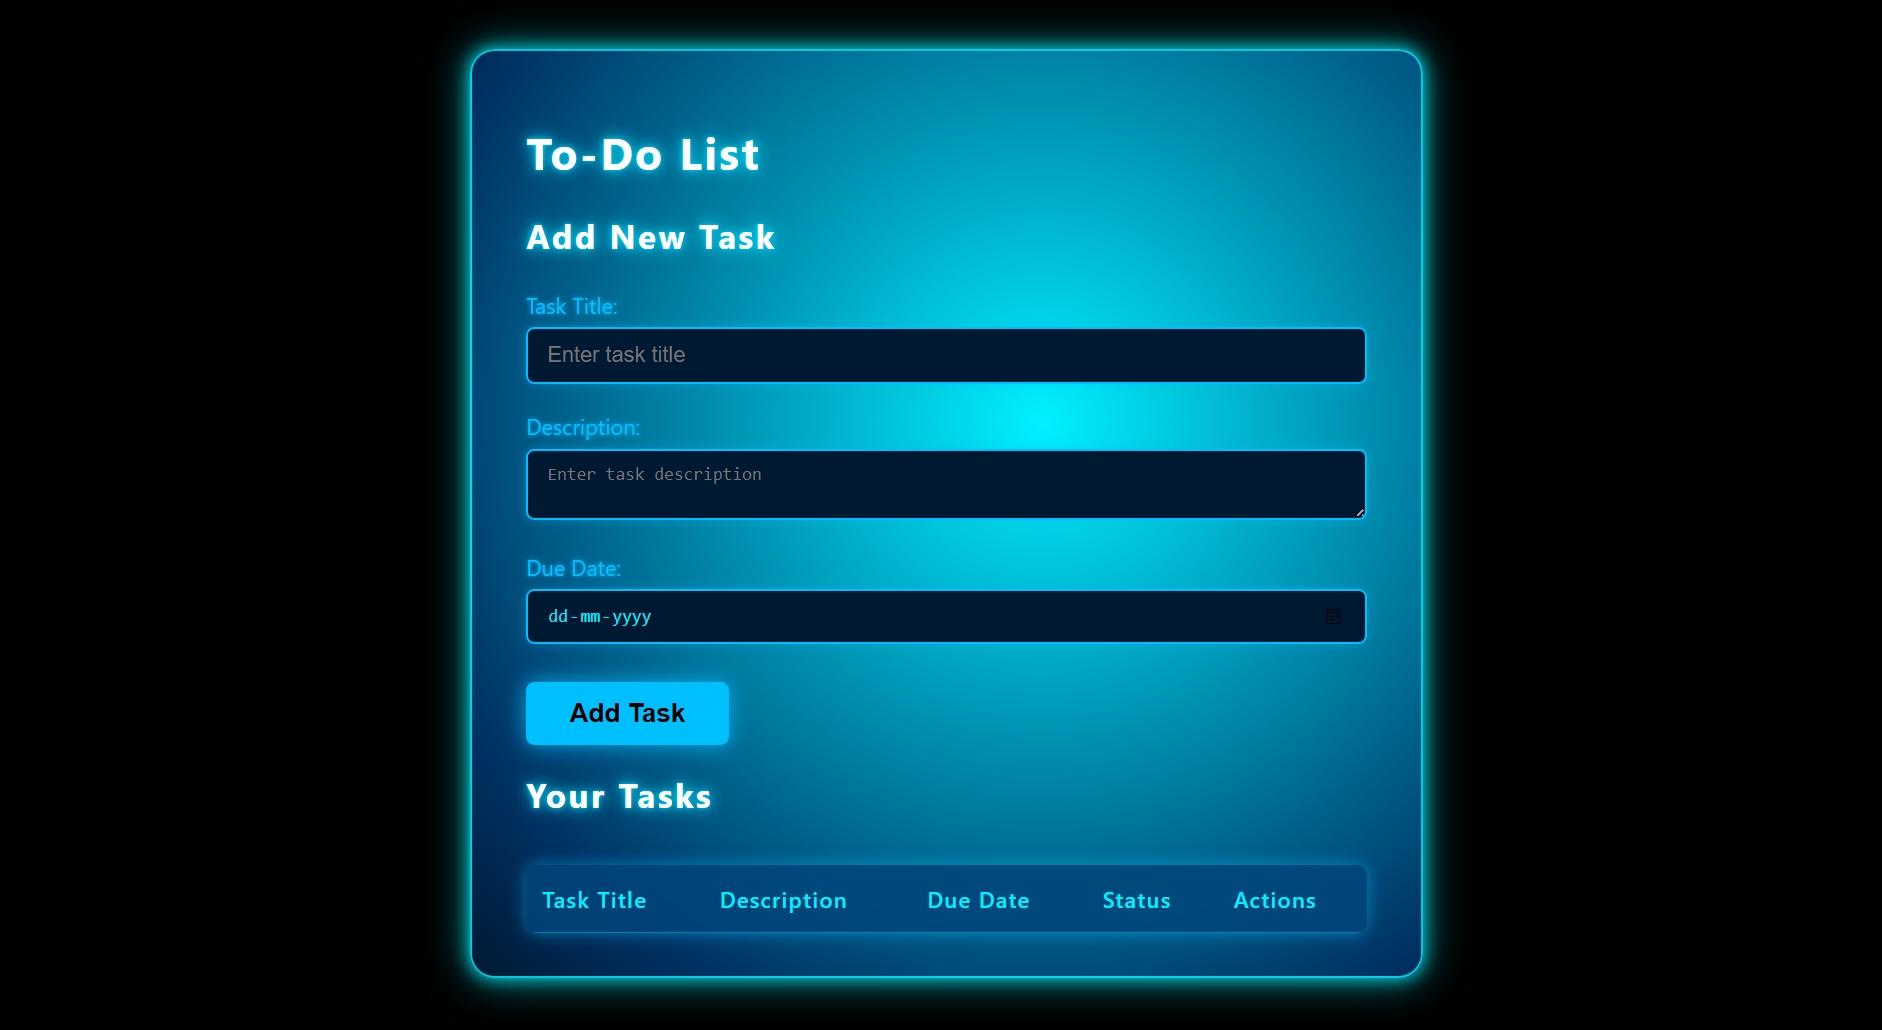 To-Do List
Add New Task
Task Title:
Enter task title
Description:
Enter task description
Due Date:
dd-mm-yyyy
Add Task
Your Tasks
Task Title Description Due Date Status Actions